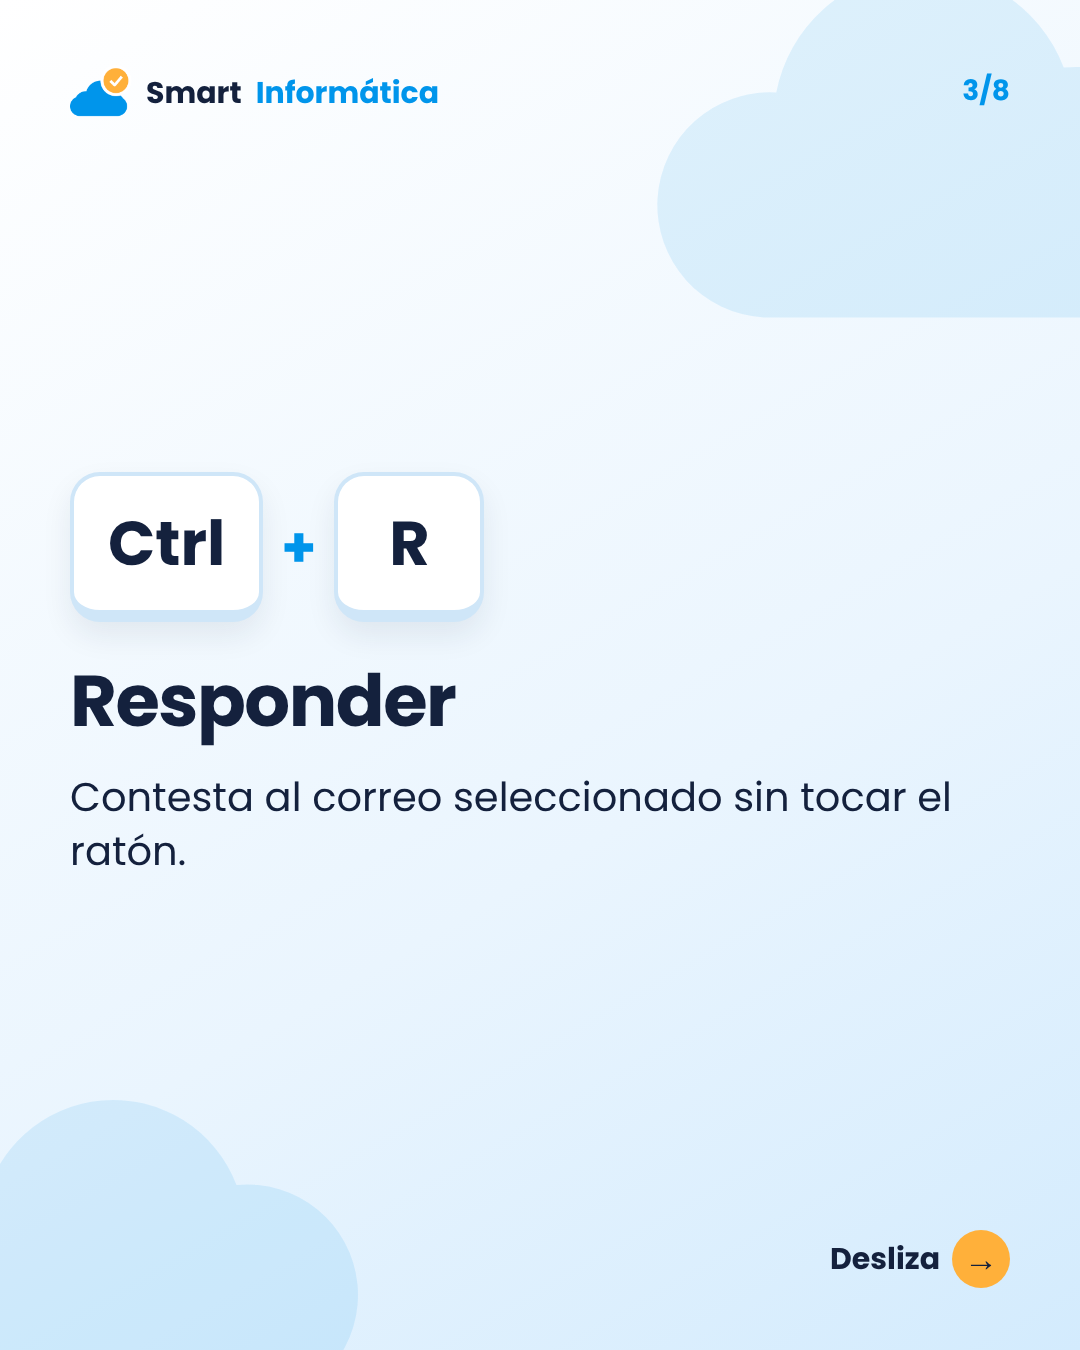 Smart Informática
3/8
Ctrl + R
Responder
Contesta al correo seleccionado sin tocar el
ratón.
Desliza →